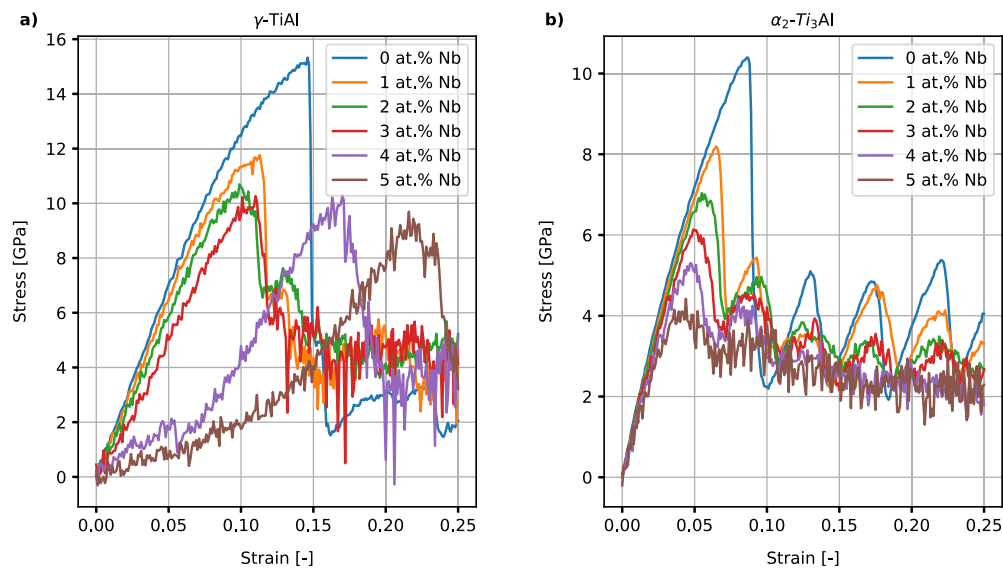 a)
γ-TiAl
Stress [GPa]
16
14
12
10
8
6
4
2
0
0.00 0.05 0.10 0.15 0.20 0.25
Strain [-]
0 at.% Nb
1 at.% Nb
2 at.% Nb
3 at.% Nb
4 at.% Nb
5 at.% Nb
b)
α₂-Ti₃Al
Stress [GPa]
10
8
6
4
2
0
0.00 0.05 0.10 0.15 0.20 0.25
Strain [-]
0 at.% Nb
1 at.% Nb
2 at.% Nb
3 at.% Nb
4 at.% Nb
5 at.% Nb